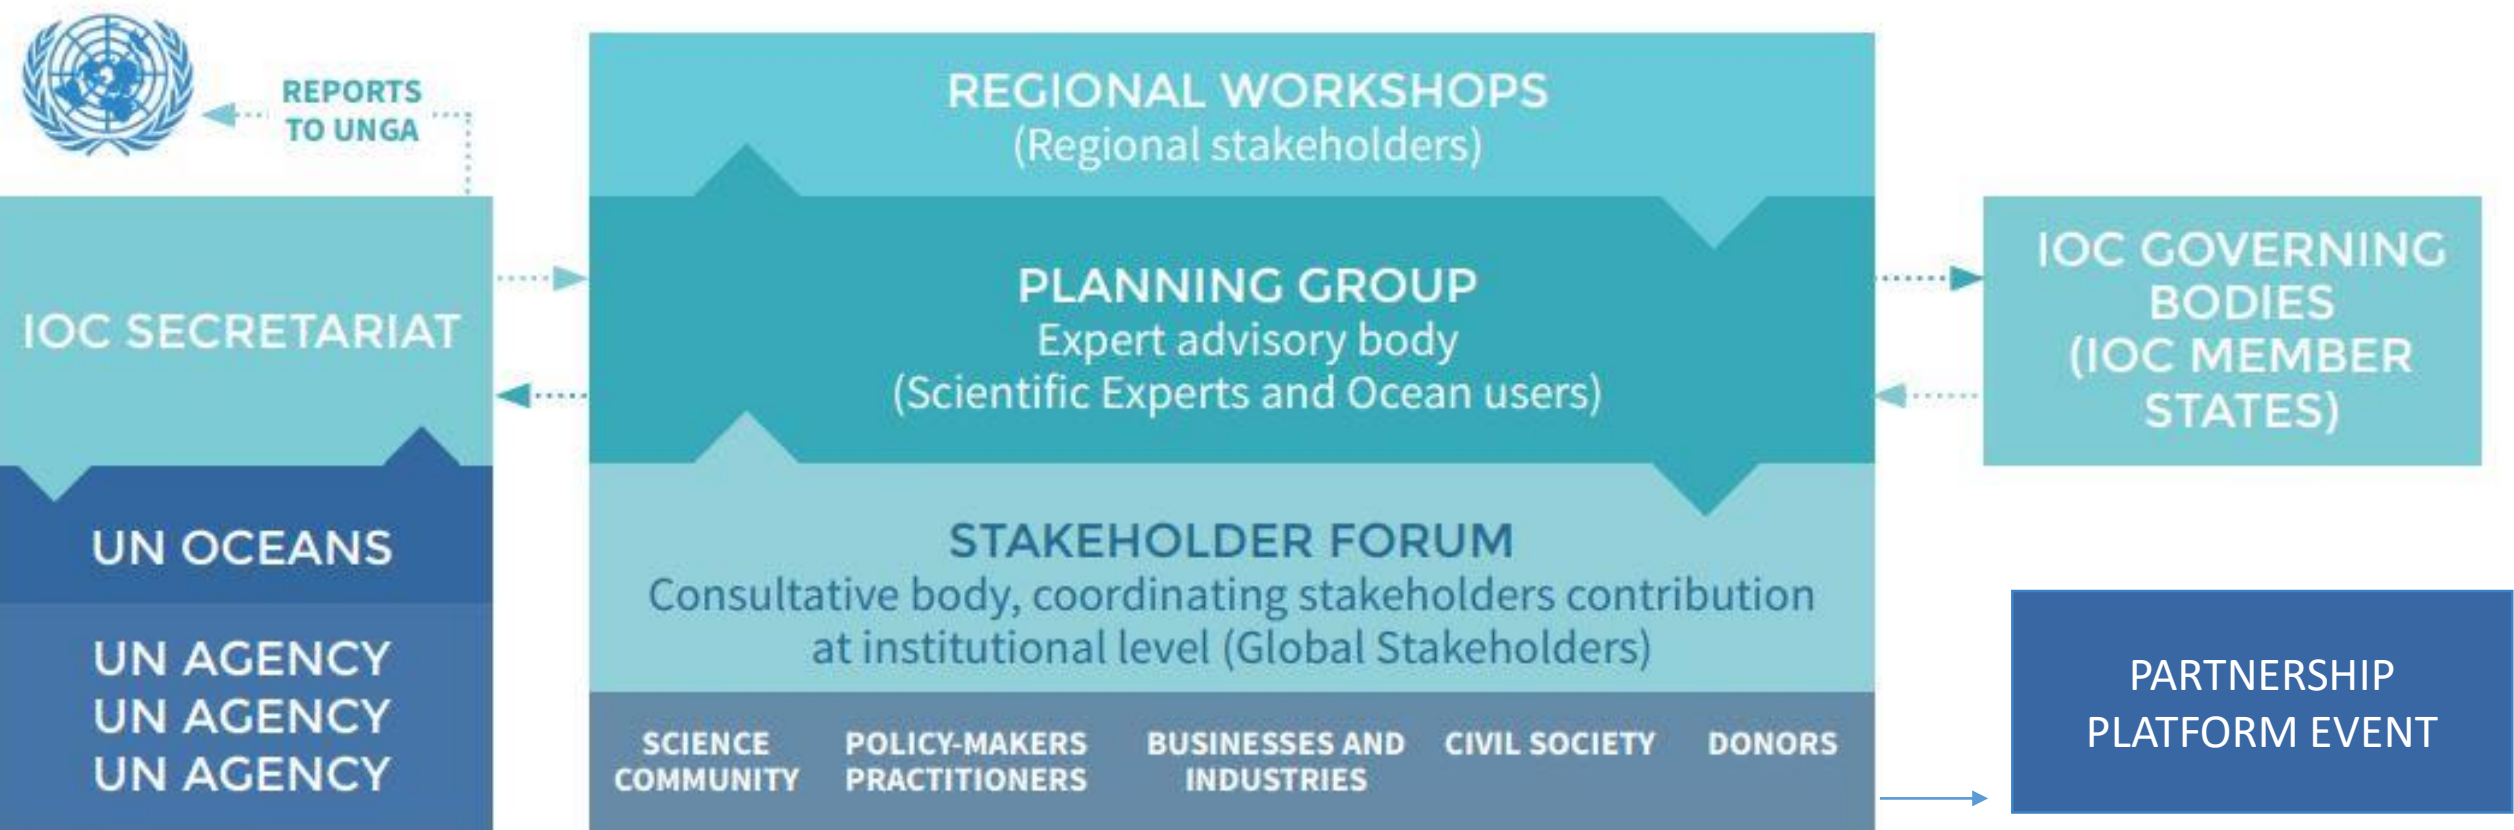 REPORTS
TO UNGA
IOC SECRETARIAT
UN OCEANS
UN AGENCY
UN AGENCY
UN AGENCY
REGIONAL WORKSHOPS
(Regional stakeholders)
PLANNING GROUP
Expert advisory body
(Scientific Experts and Ocean users)
STAKEHOLDER FORUM
Consultative body, coordinating stakeholders contribution
at institutional level (Global Stakeholders)
SCIENCE
COMMUNITY
POLICY-MAKERS
PRACTITIONERS
BUSINESSES AND
INDUSTRIES
CIVIL SOCIETY
DONORS
IOC GOVERNING
BODIES
(IOC MEMBER
STATES)
PARTNERSHIP
PLATFORM EVENT